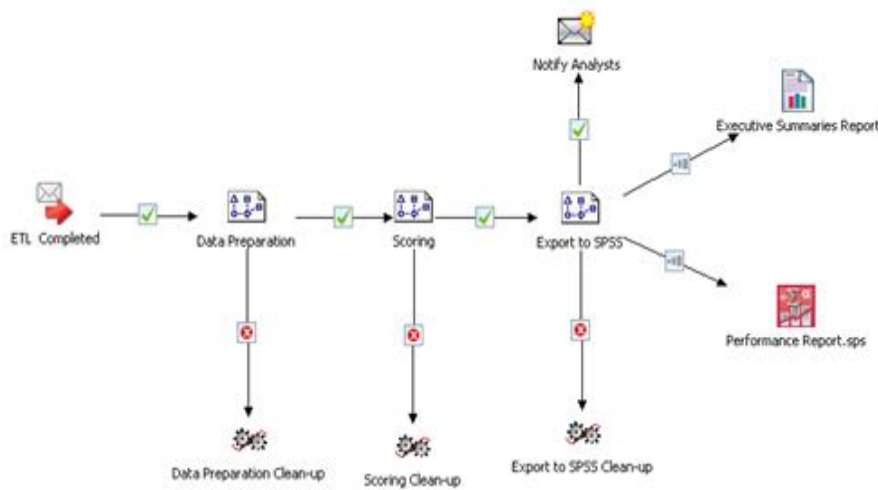 Notify Analysts
Executive Summaries Report
ETL Completed
Data Preparation
Scoring
Export to SPSS
Performance Report.sps
Data Preparation Clean-up
Scoring Clean-up
Export to SPSS Clean-up